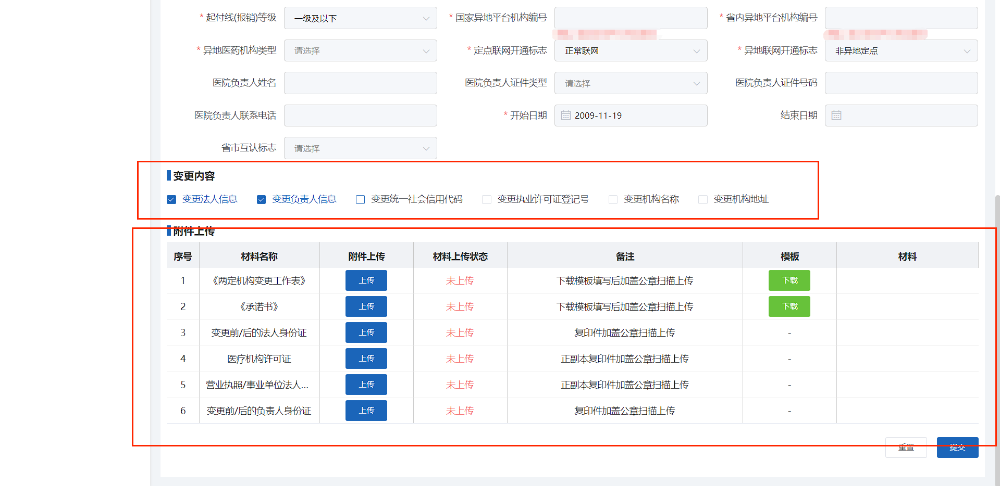 * 起付线(报销)等级 一级及以下 * 国家异地平台机构编号 * 省内异地平台机构编号
* 异地医药机构类型 请选择 * 定点联网开通标志 正常联网 * 异地联网开通标志 非异地定点
医院负责人姓名 医院负责人证件类型 请选择 医院负责人证件号码
医院负责人联系电话 * 开始日期 2009-11-19 结束日期
省市互认标志 请选择
变更内容
变更法人信息 变更负责人信息 变更统一社会信用代码 变更执业许可证登记号 变更机构名称 变更机构地址
附件上传
序号 材料名称 附件上传 材料上传状态 备注 模板 材料
1 《两定机构变更工作表》 上传 未上传 下载模板填写后加盖公章扫描上传 下载
2 《承诺书》 上传 未上传 下载模板填写后加盖公章扫描上传 下载
3 变更前/后的法人身份证 上传 未上传 复印件加盖公章扫描上传 -
4 医疗机构许可证 上传 未上传 正副本复印件加盖公章扫描上传 -
5 营业执照/事业单位法人... 上传 未上传 正副本复印件加盖公章扫描上传 -
6 变更前/后的负责人身份证 上传 未上传 复印件加盖公章扫描上传 -
重置 提交